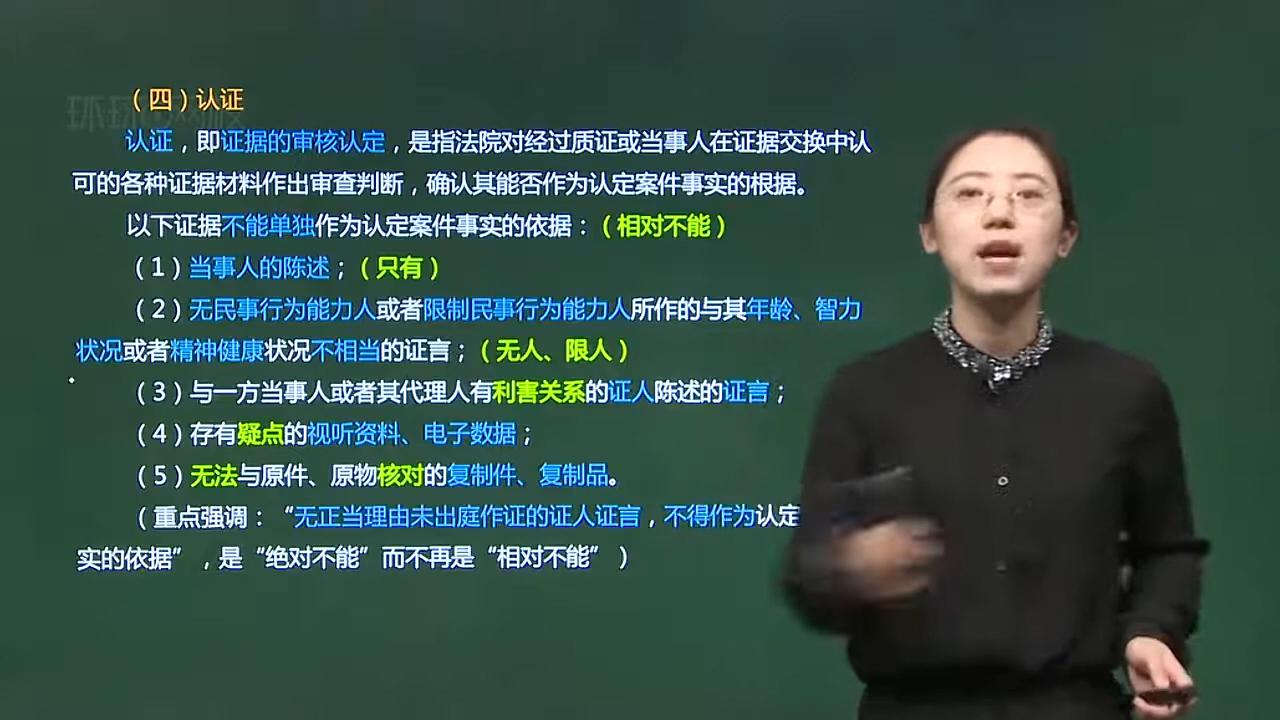 （四）认证
认证，即证据的审核认定，是指法院对经过质证或当事人在证据交换中认
可的各种证据材料作出审查判断，确认其能否作为认定案件事实的根据。
以下证据不能单独作为认定案件事实的依据：（相对不能）
（1）当事人的陈述；（只有）
（2）无民事行为能力人或者限制民事行为能力人所作的与其年龄、智力
状况或者精神健康状况不相当的证言；（无人、限人）
（3）与一方当事人或者其代理人有利害关系的证人陈述的证言；
（4）存有疑点的视听资料、电子数据；
（5）无法与原件、原物核对的复制件、复制品。
（重点强调：“无正当理由未出庭作证的证人证言，不得作为认定
实的依据”，是“绝对不能”而不再是“相对不能”）